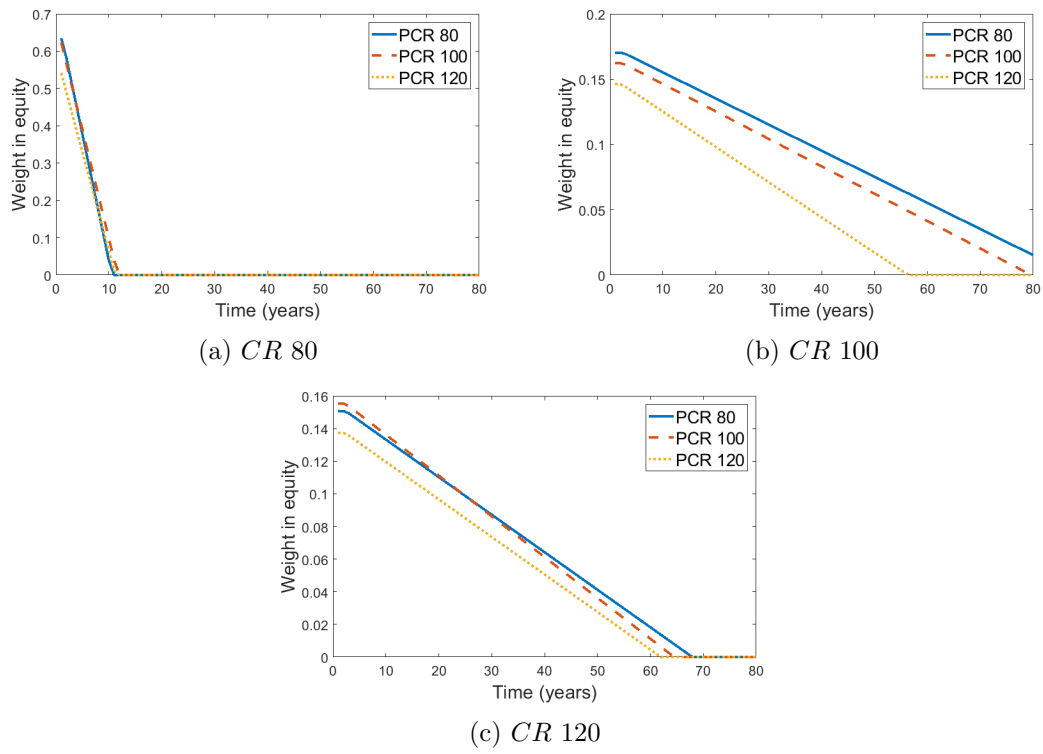 0.7
0.6
0.5
0.4
0.3
0.2
0.1
0
Weight in equity
PCR 80
PCR 100
PCR 120
0 10 20 30 40 50 60 70 80
Time (years)
(a) CR 80
0.2
0.15
0.1
0.05
0
Weight in equity
PCR 80
PCR 100
PCR 120
0 10 20 30 40 50 60 70 80
Time (years)
(b) CR 100
0.16
0.14
0.12
0.1
0.08
0.06
0.04
0.02
0
Weight in equity
PCR 80
PCR 100
PCR 120
0 10 20 30 40 50 60 70 80
Time (years)
(c) CR 120